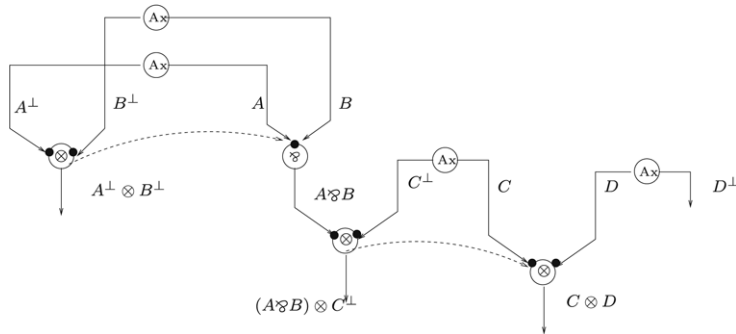 Ax
Ax
A⊥ B⊥ A B
⊗ ⅋
Ax Ax
A⊥ ⊗ B⊥ A⅋B C⊥ C D D⊥
⊗ ⊗
(A⅋B) ⊗ C⊥ C ⊗ D